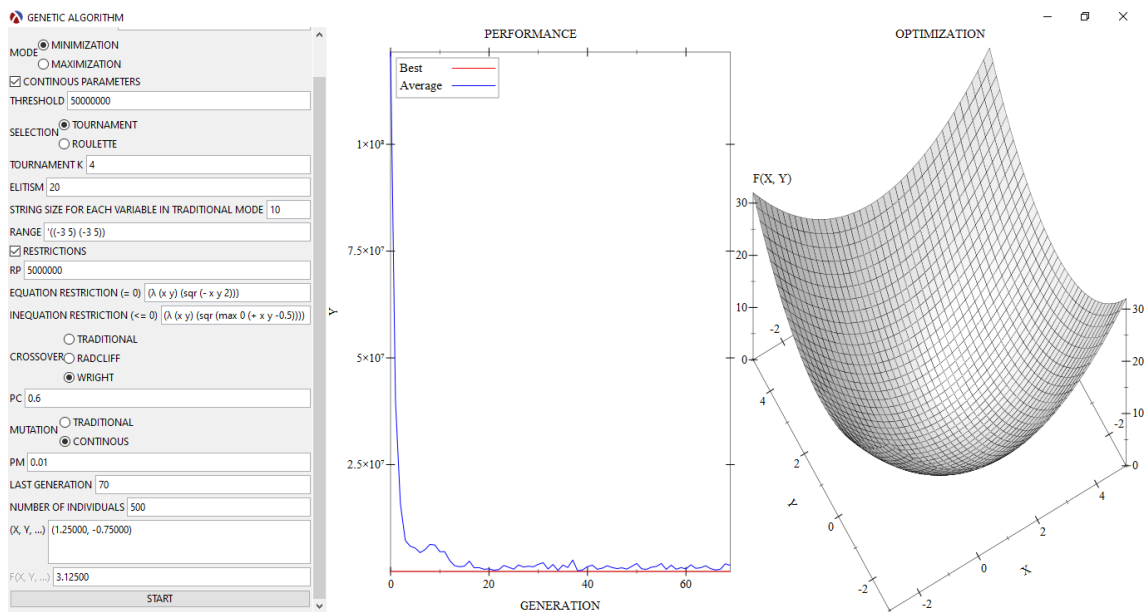 GENETIC ALGORITHM
MODE
MINIMIZATION
MAXIMIZATION
CONTINOUS PARAMETERS
THRESHOLD 50000000
SELECTION
TOURNAMENT
ROULETTE
TOURNAMENT K 4
ELITISM 20
STRING SIZE FOR EACH VARIABLE IN TRADITIONAL MODE 10
RANGE '((-3 5) (-3 5))
RESTRICTIONS
RP 5000000
EQUATION RESTRICTION (= 0) (λ (x y) (sqr (- x y 2)))
INEQUATION RESTRICTION (<= 0) (λ (x y) (sqr (max 0 (+ x y -0.5))))
CROSSOVER
TRADITIONAL
RADCLIFF
WRIGHT
PC 0.6
MUTATION
TRADITIONAL
CONTINOUS
PM 0.01
LAST GENERATION 70
NUMBER OF INDIVIDUALS 500
(X, Y, ...) (1.25000, -0.75000)
F(X, Y, ...) 3.12500
START
PERFORMANCE
Best
Average
1×10⁸
7.5×10⁷
5×10⁷
2.5×10⁷
Y
0 20 40 60
GENERATION
OPTIMIZATION
F(X, Y)
30
20
10
0
-2
4
2
0
-2
Y
-2
0
2
4
X
30
20
10
0
-2